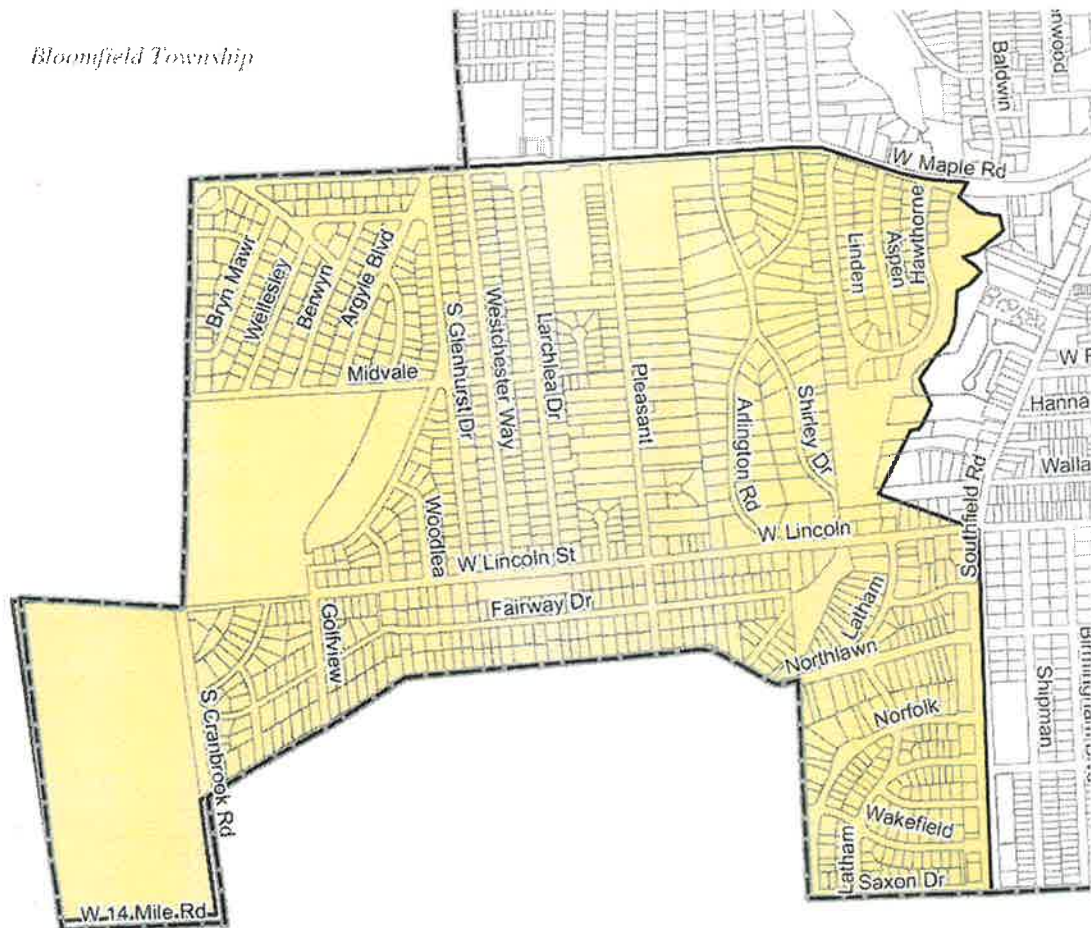 Bloomfield Township
Baldwin
W. Maple Rd
Bryn Mawr
Wellesley
Berwyn
Argyle Blvd
Midvale
S Glenhurst Dr
Westchester Way
Larchlea Dr
Pleasant
Arlington Rd
Shirley Dr
Linden
Aspen
Hawthorne
Hanna
Walla
Southfield Rd
Woodlea
W Lincoln St
W. Lincoln
Golfview
Fairway Dr
Latham
Northlawn
Norfolk
Shipman
S Cranbrook Rd
Wakefield
Latham
Saxon Dr
W 14 Mile Rd